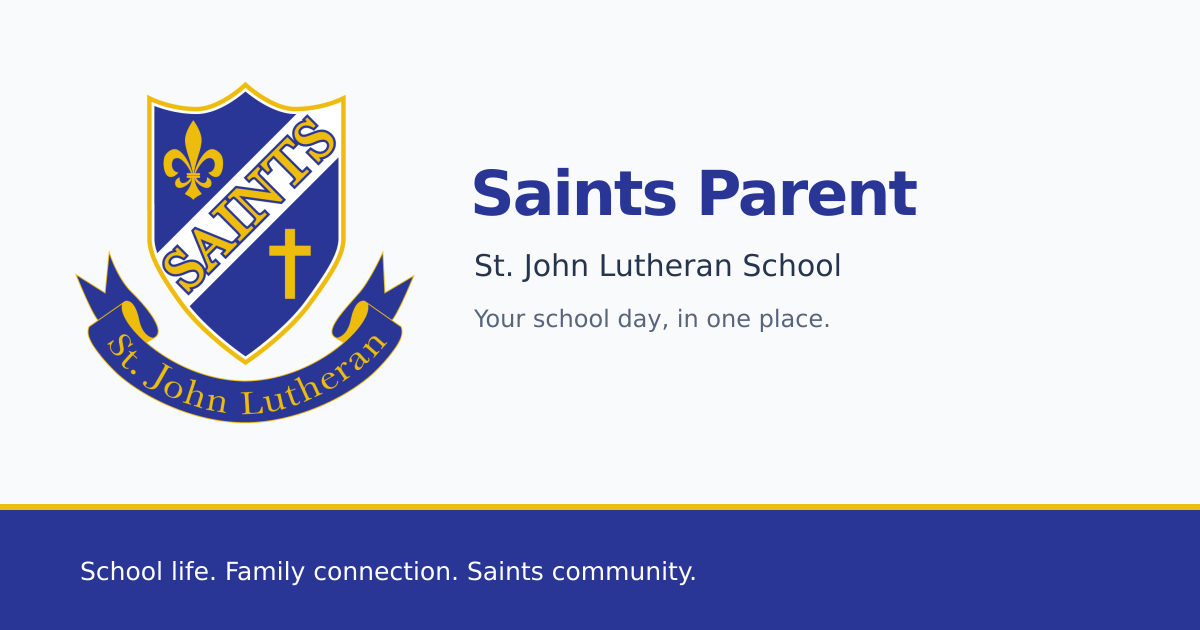 SAINTS
St. John Lutheran
Saints Parent
St. John Lutheran School
Your school day, in one place.
School life. Family connection. Saints community.